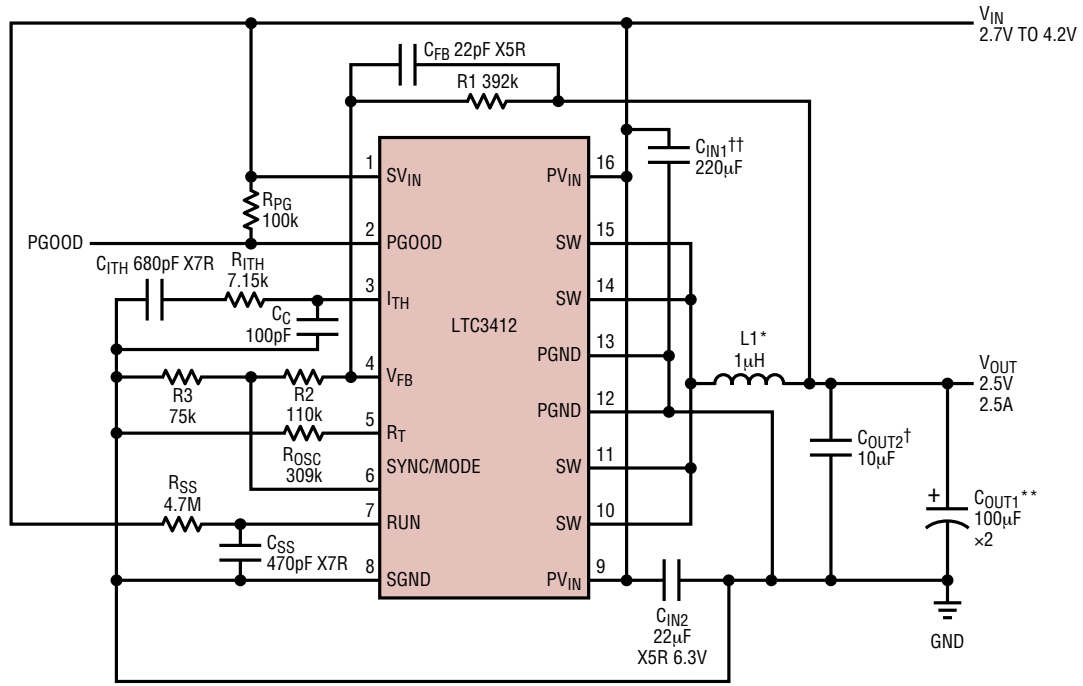 V_IN
2.7V TO 4.2V
C_FB 22pF X5R
R1 392k
C_IN1††
220μF
1
SV_IN
PV_IN
16
R_PG
100k
PGOOD
2
PGOOD
SW
15
C_ITH 680pF X7R
R_ITH
7.15k
3
I_TH
SW
14
C_C
100pF
LTC3412
PGND
13
L1*
1μH
4
V_FB
R3
75k
R2
110k
V_OUT
2.5V
2.5A
PGND
12
5
R_T
R_OSC
309k
C_OUT2†
10μF
SYNC/MODE
6
SW
11
R_SS
4.7M
7
RUN
SW
10
+
C_OUT1**
100μF
×2
C_SS
470pF X7R
8
SGND
PV_IN
9
C_IN2
22μF
X5R 6.3V
GND